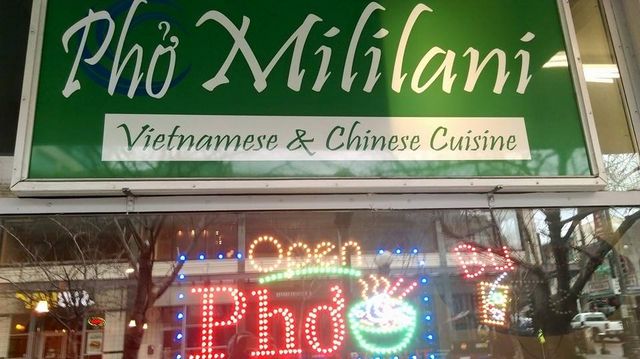 Phở Mililani
Vietnamese & Chinese Cuisine
Open
Phở